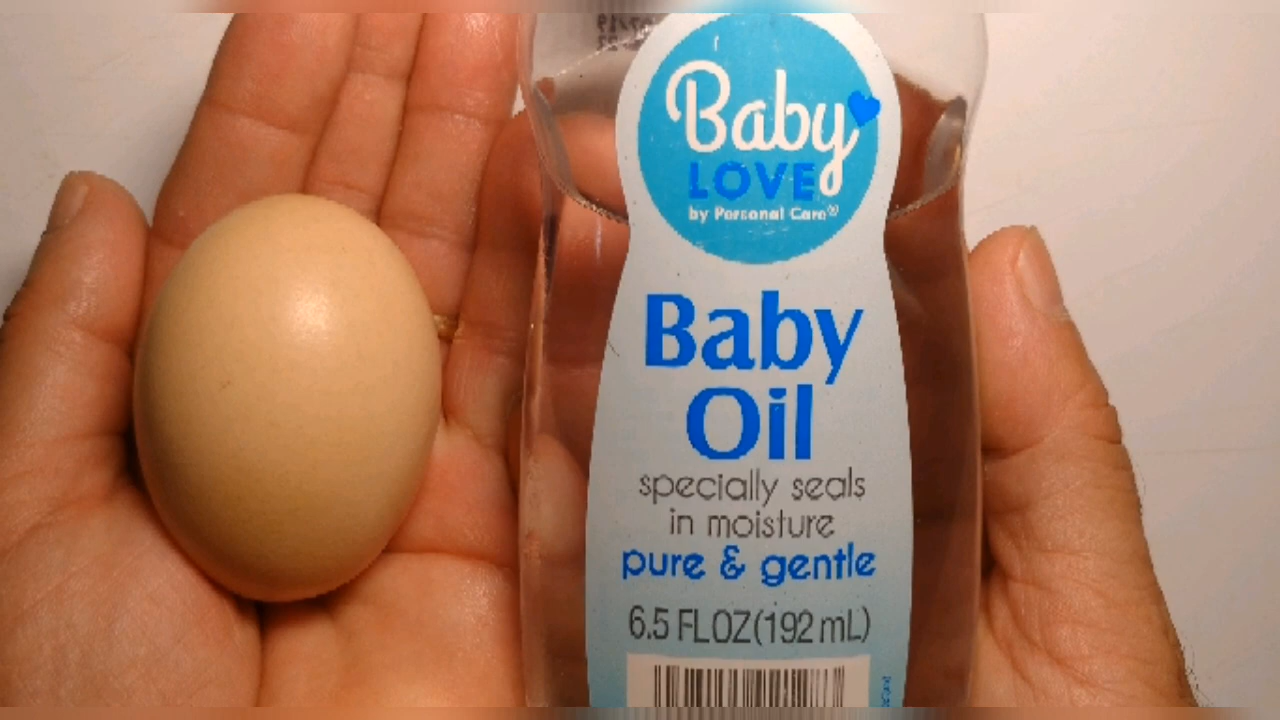 Baby
LOVE
by Personal Care®
Baby
Oil
specially seals
in moisture
pure & gentle
6.5 FL OZ (192 mL)